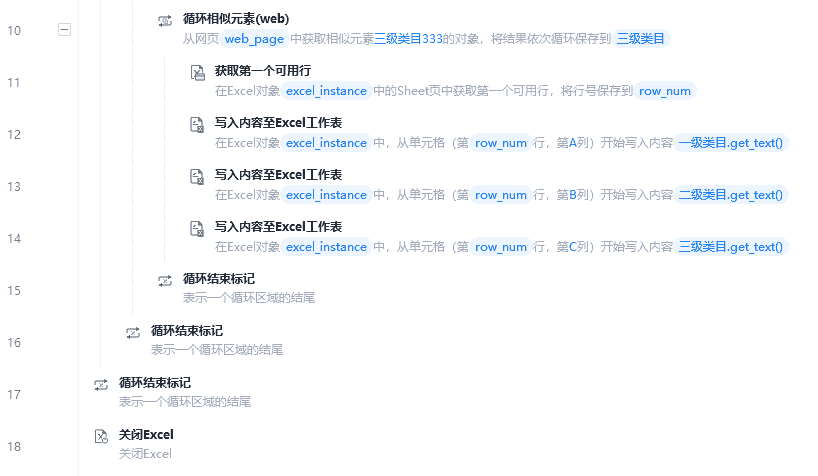 10
循环相似元素(web)
从网页 web_page 中获取相似元素三级类目333的对象，将结果依次循环保存到 三级类目
11
获取第一个可用行
在Excel对象 excel_instance 中的Sheet页中获取第一个可用行，将行号保存到 row_num
12
写入内容至Excel工作表
在Excel对象 excel_instance 中，从单元格（第 row_num 行，第A列）开始写入内容 一级类目.get_text()
13
写入内容至Excel工作表
在Excel对象 excel_instance 中，从单元格（第 row_num 行，第B列）开始写入内容 二级类目.get_text()
14
写入内容至Excel工作表
在Excel对象 excel_instance 中，从单元格（第 row_num 行，第C列）开始写入内容 三级类目.get_text()
15
循环结束标记
表示一个循环区域的结尾
16
循环结束标记
表示一个循环区域的结尾
17
循环结束标记
表示一个循环区域的结尾
18
关闭Excel
关闭Excel